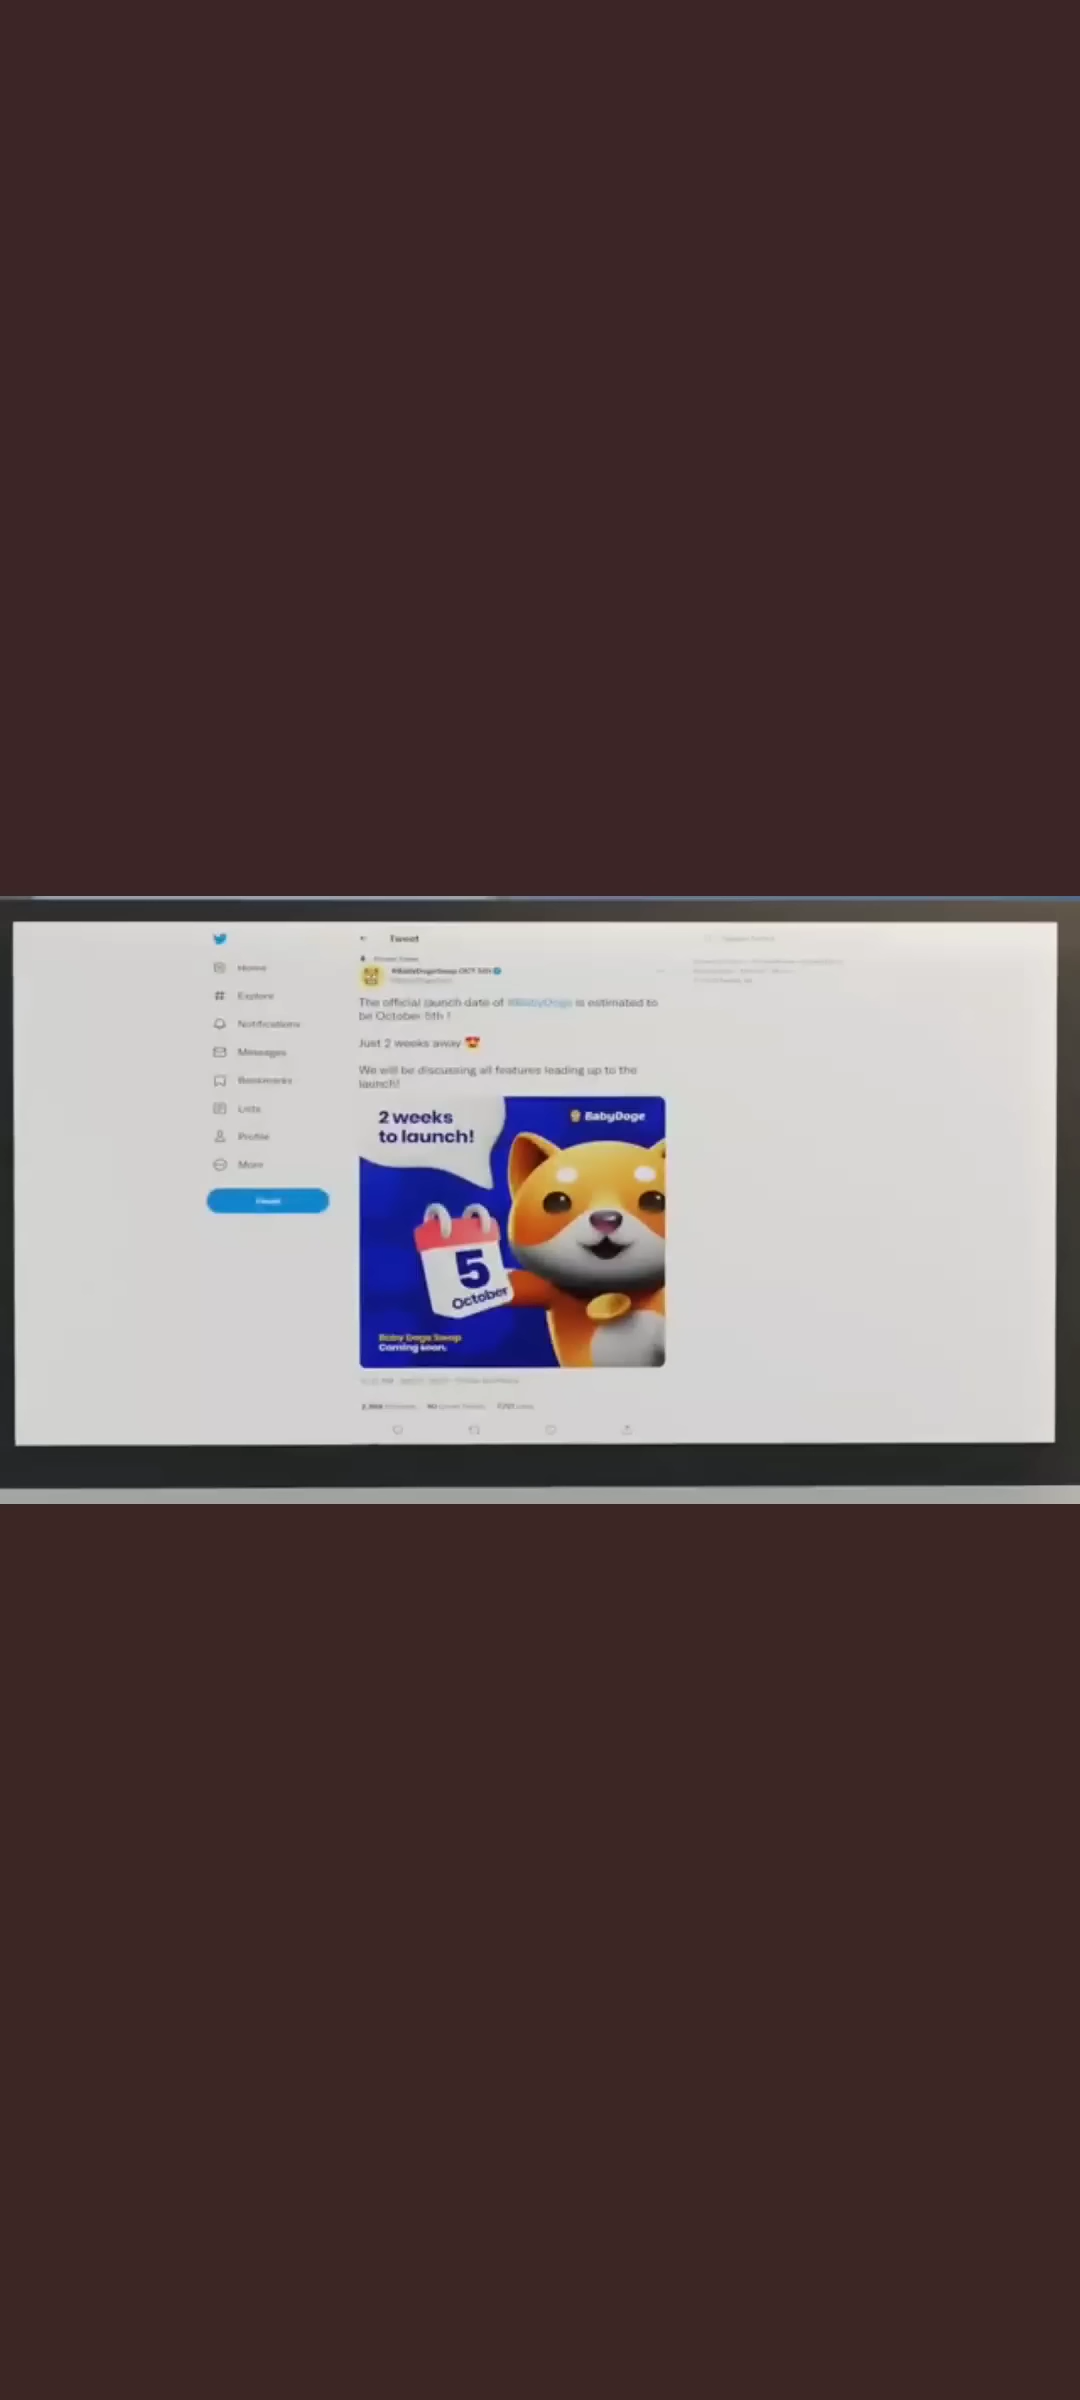 Tweet
Home
Explore
Notifications
Messages
Bookmarks
Lists
Profile
More
Tweet
The official launch date of #BabyDoge is estimated to
be October 5th !
Just 2 weeks away 😍
We will be discussing all features leading up to the
launch!
2 weeks
to launch!
BabyDoge
5
October
Baby Doge Swap
Coming soon.